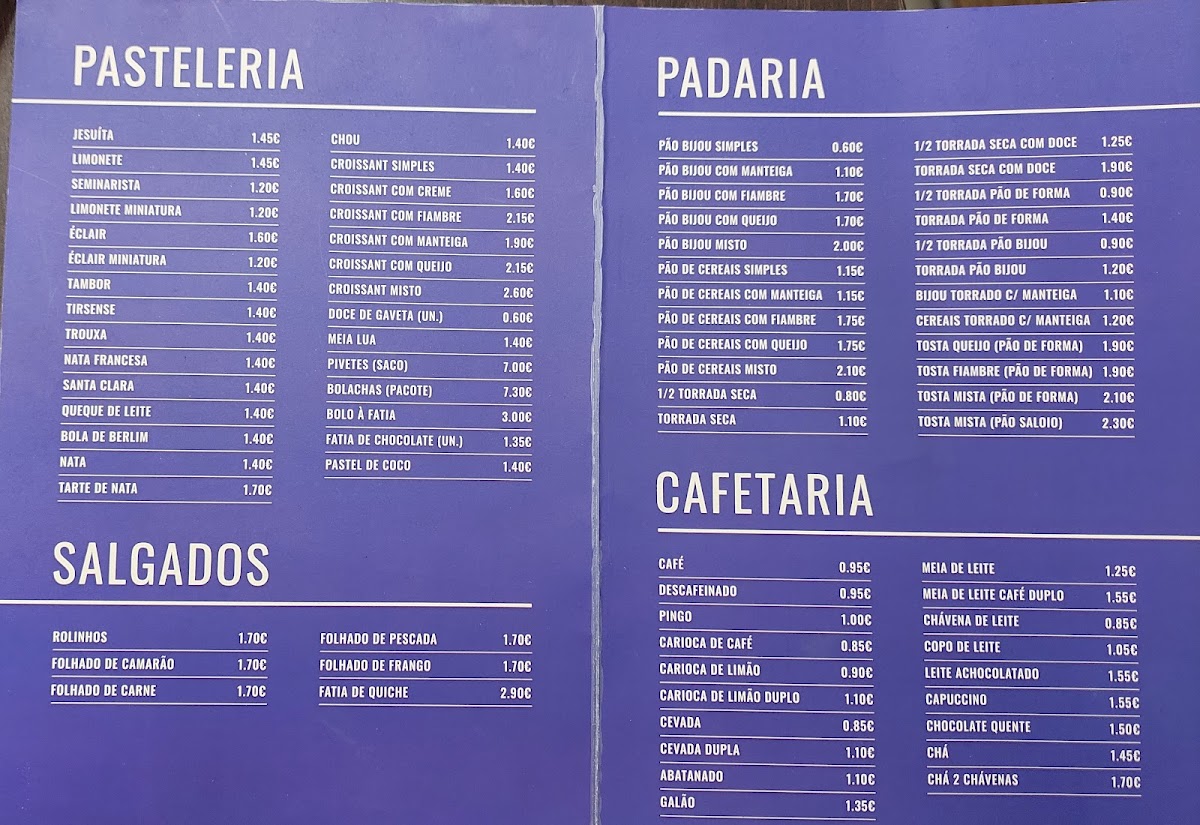 PASTELERIA
JESUÍTA 1.45€
LIMONETE 1.45€
SEMINARISTA 1.20€
LIMONETE MINIATURA 1.20€
ÉCLAIR 1.60€
ÉCLAIR MINIATURA 1.20€
TAMBOR 1.40€
TIRSENSE 1.40€
TROUXA 1.40€
NATA FRANCESA 1.40€
SANTA CLARA 1.40€
QUEQUE DE LEITE 1.40€
BOLA DE BERLIM 1.40€
NATA 1.40€
TARTE DE NATA 1.70€
CHOU 1.40€
CROISSANT SIMPLES 1.40€
CROISSANT COM CREME 1.60€
CROISSANT COM FIAMBRE 2.15€
CROISSANT COM MANTEIGA 1.90€
CROISSANT COM QUEIJO 2.15€
CROISSANT MISTO 2.60€
DOCE DE GAVETA (UN.) 0.60€
MEIA LUA 1.40€
PIVETES (SACO) 7.00€
BOLACHAS (PACOTE) 7.30€
BOLO À FATIA 3.00€
FATIA DE CHOCOLATE (UN.) 1.35€
PASTEL DE COCO 1.40€
SALGADOS
ROLINHOS 1.70€
FOLHADO DE CAMARÃO 1.70€
FOLHADO DE CARNE 1.70€
FOLHADO DE PESCADA 1.70€
FOLHADO DE FRANGO 1.70€
FATIA DE QUICHE 2.90€
PADARIA
PÃO BIJOU SIMPLES 0.60€
PÃO BIJOU COM MANTEIGA 1.10€
PÃO BIJOU COM FIAMBRE 1.70€
PÃO BIJOU COM QUEIJO 1.70€
PÃO BIJOU MISTO 2.00€
PÃO DE CEREAIS SIMPLES 1.15€
PÃO DE CEREAIS COM MANTEIGA 1.15€
PÃO DE CEREAIS COM FIAMBRE 1.75€
PÃO DE CEREAIS COM QUEIJO 1.75€
PÃO DE CEREAIS MISTO 2.10€
1/2 TORRADA SECA 0.80€
TORRADA SECA 1.10€
1/2 TORRADA SECA COM DOCE 1.25€
TORRADA SECA COM DOCE 1.90€
1/2 TORRADA PÃO DE FORMA 0.90€
TORRADA PÃO DE FORMA 1.40€
1/2 TORRADA PÃO BIJOU 0.90€
TORRADA PÃO BIJOU 1.20€
BIJOU TORRADO C/ MANTEIGA 1.10€
CEREAIS TORRADO C/ MANTEIGA 1.20€
TOSTA QUEIJO (PÃO DE FORMA) 1.90€
TOSTA FIAMBRE (PÃO DE FORMA) 1.90€
TOSTA MISTA (PÃO DE FORMA) 2.10€
TOSTA MISTA (PÃO SALOIO) 2.30€
CAFETARIA
CAFÉ 0.95€
DESCAFEINADO 0.95€
PINGO 1.00€
CARIOCA DE CAFÉ 0.85€
CARIOCA DE LIMÃO 0.90€
CARIOCA DE LIMÃO DUPLO 1.10€
CEVADA 0.85€
CEVADA DUPLA 1.10€
ABATANADO 1.10€
GALÃO 1.35€
MEIA DE LEITE 1.25€
MEIA DE LEITE CAFÉ DUPLO 1.55€
CHÁVENA DE LEITE 0.85€
COPO DE LEITE 1.05€
LEITE ACHOCOLATADO 1.55€
CAPUCCINO 1.55€
CHOCOLATE QUENTE 1.50€
CHÁ 1.45€
CHÁ 2 CHÁVENAS 1.70€